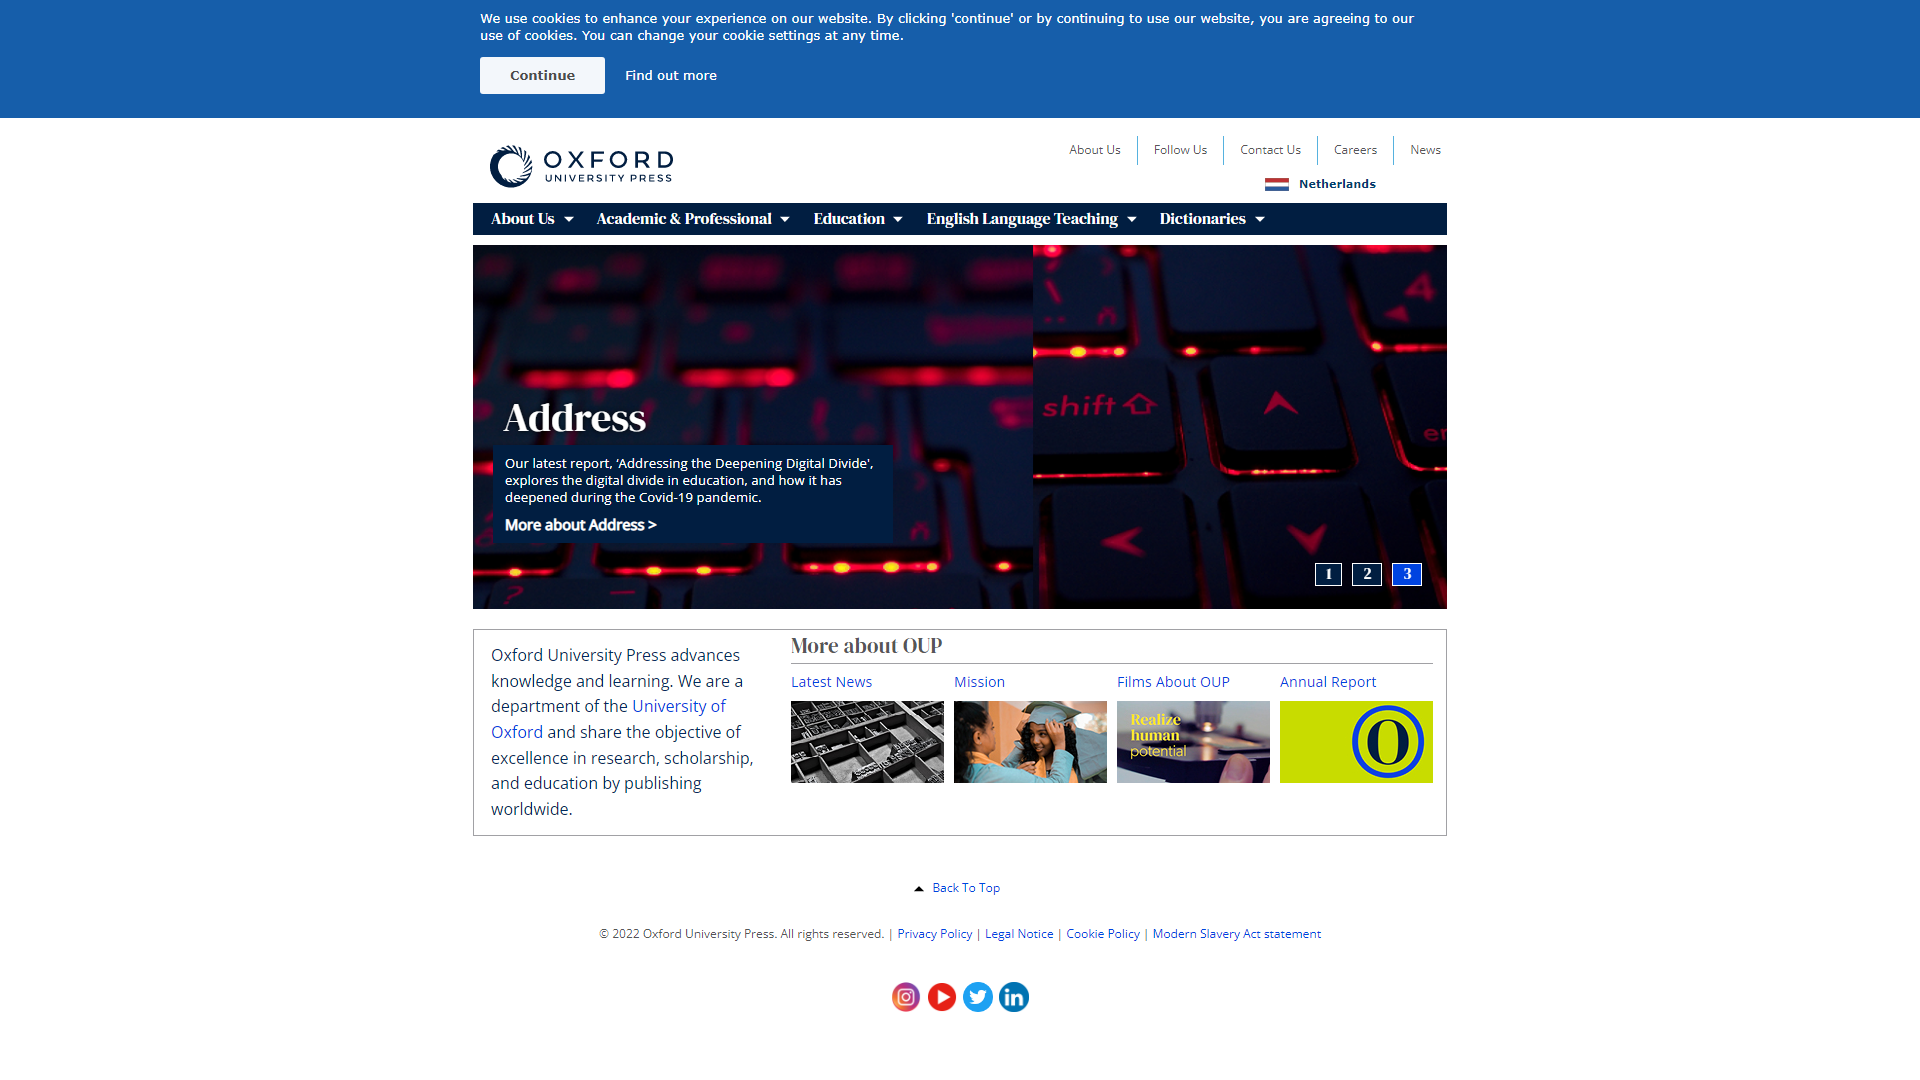 We use cookies to enhance your experience on our website. By clicking 'continue' or by continuing to use our website, you are agreeing to our
use of cookies. You can change your cookie settings at any time.
Continue
Find out more
OXFORD
UNIVERSITY PRESS
About Us
Follow Us
Contact Us
Careers
News
Netherlands
About Us
Academic & Professional
Education
English Language Teaching
Dictionaries
4
shift
Address
Our latest report, 'Addressing the Deepening Digital Divide',
explores the digital divide in education, and how it has
deepened during the Covid-19 pandemic.
More about Address >
1
2
3
Oxford University Press advances
knowledge and learning. We are a
department of the University of
Oxford and share the objective of
excellence in research, scholarship,
and education by publishing
worldwide.
More about OUP
Latest News
Mission
Films About OUP
Annual Report
Realize
human
potential
O
Back To Top
© 2022 Oxford University Press. All rights reserved. | Privacy Policy | Legal Notice | Cookie Policy | Modern Slavery Act statement
in